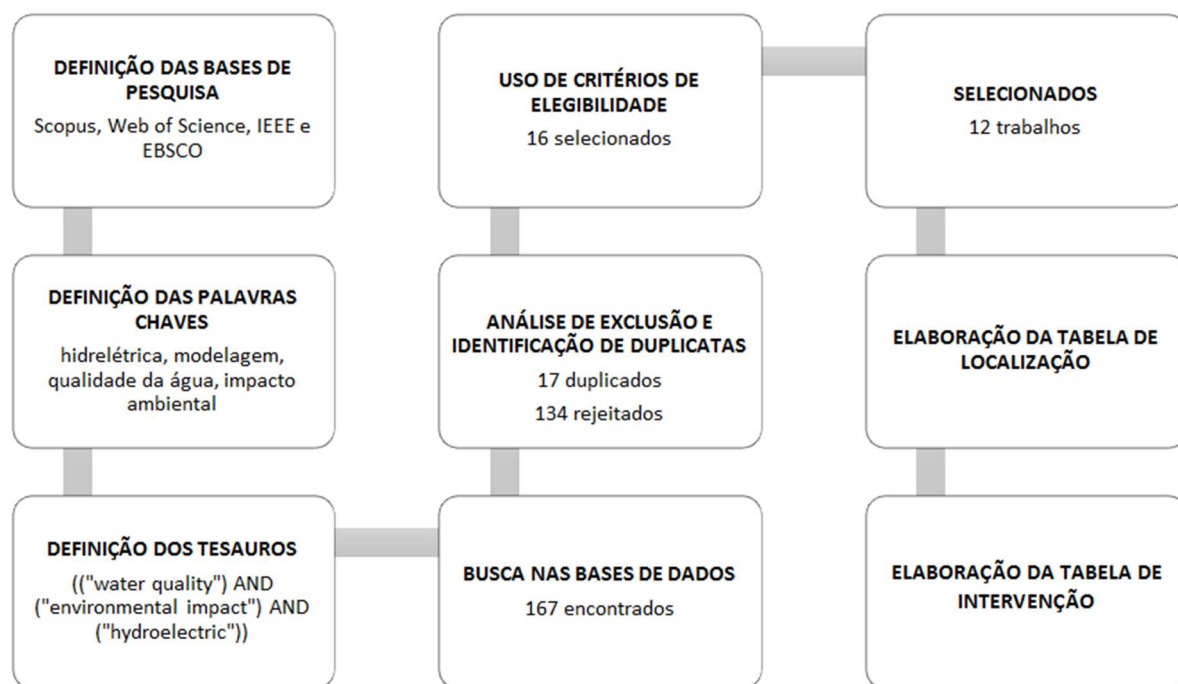 DEFINIÇÃO DAS BASES DE
PESQUISA
Scopus, Web of Science, IEEE e
EBSCO
DEFINIÇÃO DAS PALAVRAS
CHAVES
hidrelétrica, modelagem,
qualidade da água, impacto
ambiental
DEFINIÇÃO DOS TESAUROS
(("water quality") AND
("environmental impact") AND
("hydroelectric"))
BUSCA NAS BASES DE DADOS
167 encontrados
ANÁLISE DE EXCLUSÃO E
IDENTIFICAÇÃO DE DUPLICATAS
17 duplicados
134 rejeitados
USO DE CRITÉRIOS DE
ELEGIBILIDADE
16 selecionados
SELECIONADOS
12 trabalhos
ELABORAÇÃO DA TABELA DE
LOCALIZAÇÃO
ELABORAÇÃO DA TABELA DE
INTERVENÇÃO